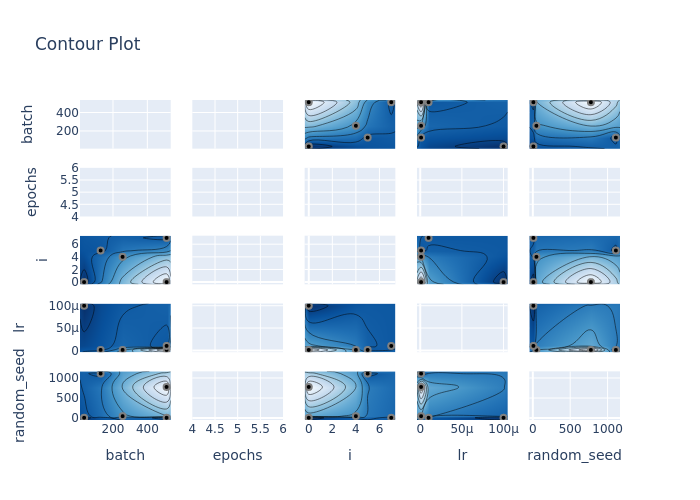 Contour Plot
batch
400
200
epochs
6
5.5
5
4.5
4
i
6
4
2
0
lr
100μ
50μ
0
random_seed
1000
500
0
200 400 4 4.5 5 5.5 6 0 2 4 6 0 50μ 100μ 0 500 1000
batch epochs i lr random_seed